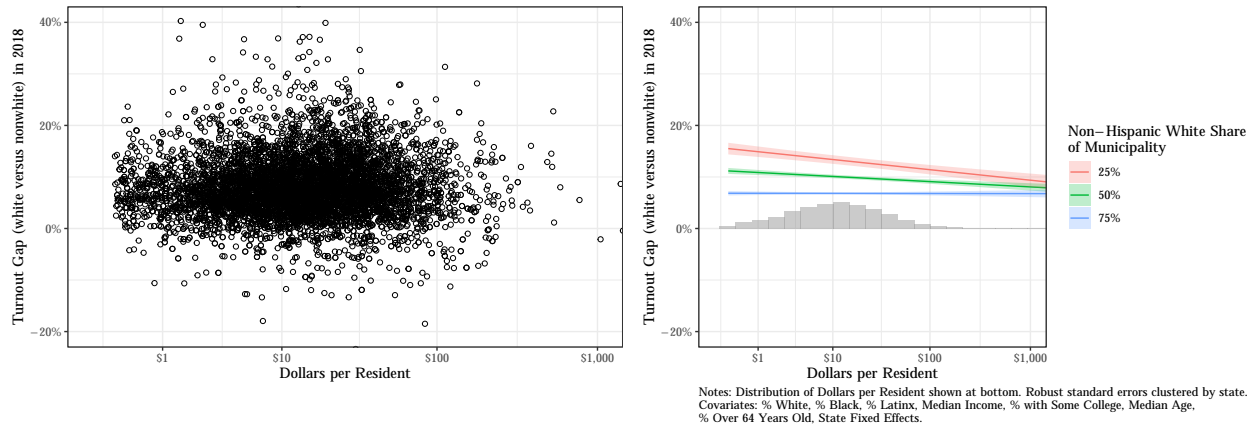 Turnout Gap (white versus nonwhite) in 2018
40%
20%
0%
−20%
$1
$10
$100
$1,000
Dollars per Resident
Turnout Gap (white versus nonwhite) in 2018
40%
20%
0%
−20%
$1
$10
$100
$1,000
Dollars per Resident
Non−Hispanic White Share
of Municipality
25%
50%
75%
Notes: Distribution of Dollars per Resident shown at bottom. Robust standard errors clustered by state.
Covariates: % White, % Black, % Latinx, Median Income, % with Some College, Median Age,
% Over 64 Years Old, State Fixed Effects.